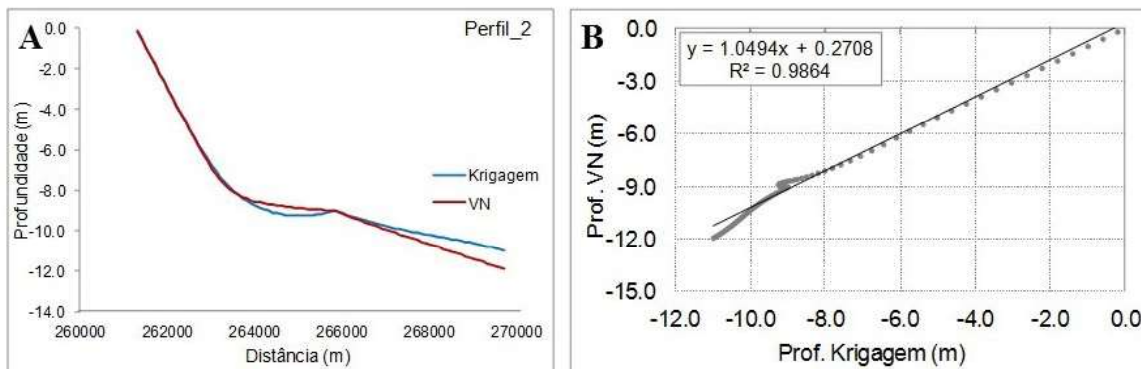 A
Perfil_2
0.0
-2.0
-4.0
-6.0
-8.0
-10.0
-12.0
-14.0
Profundidade (m)
Krigagem
VN
260000 262000 264000 266000 268000 270000
Distância (m)
B
y = 1.0494x + 0.2708
R² = 0.9864
0.0
-3.0
-6.0
-9.0
-12.0
-15.0
Prof. VN (m)
-12.0 -10.0 -8.0 -6.0 -4.0 -2.0 0.0
Prof. Krigagem (m)